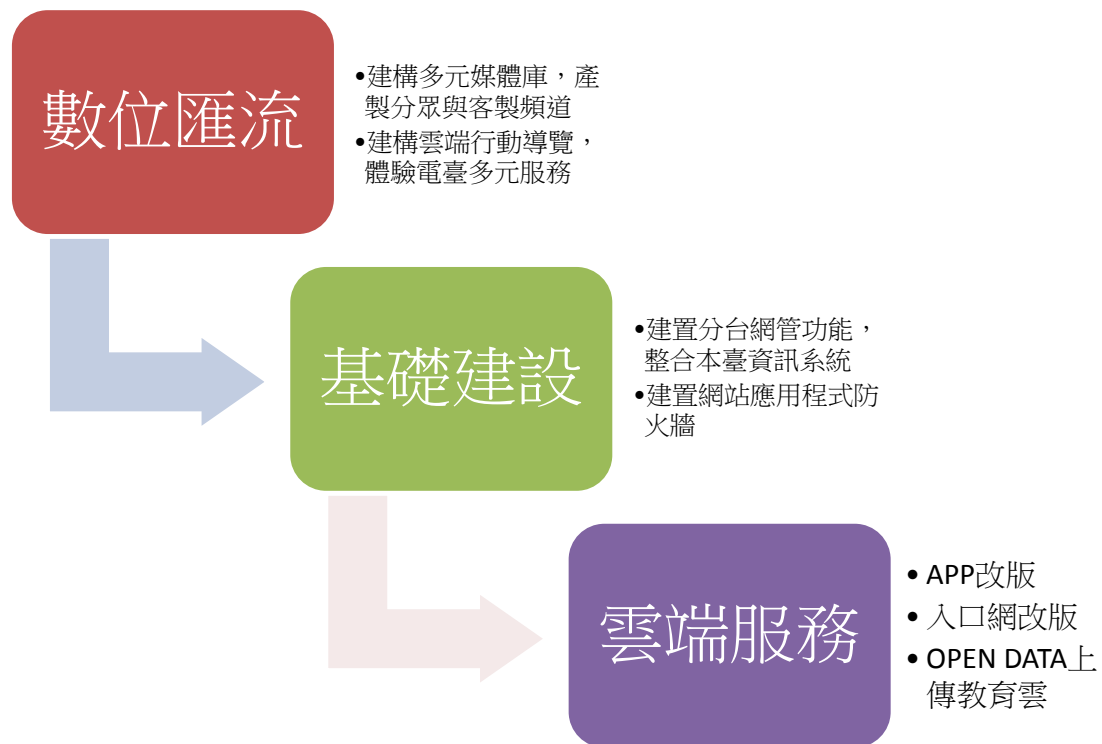 數位匯流
•建構多元媒體庫，產
製分眾與客製頻道
•建構雲端行動導覽，
體驗電臺多元服務
基礎建設
•建置分台網管功能，
整合本臺資訊系統
•建置網站應用程式防
火牆
雲端服務
• APP改版
• 入口網改版
• OPEN DATA上
傳教育雲